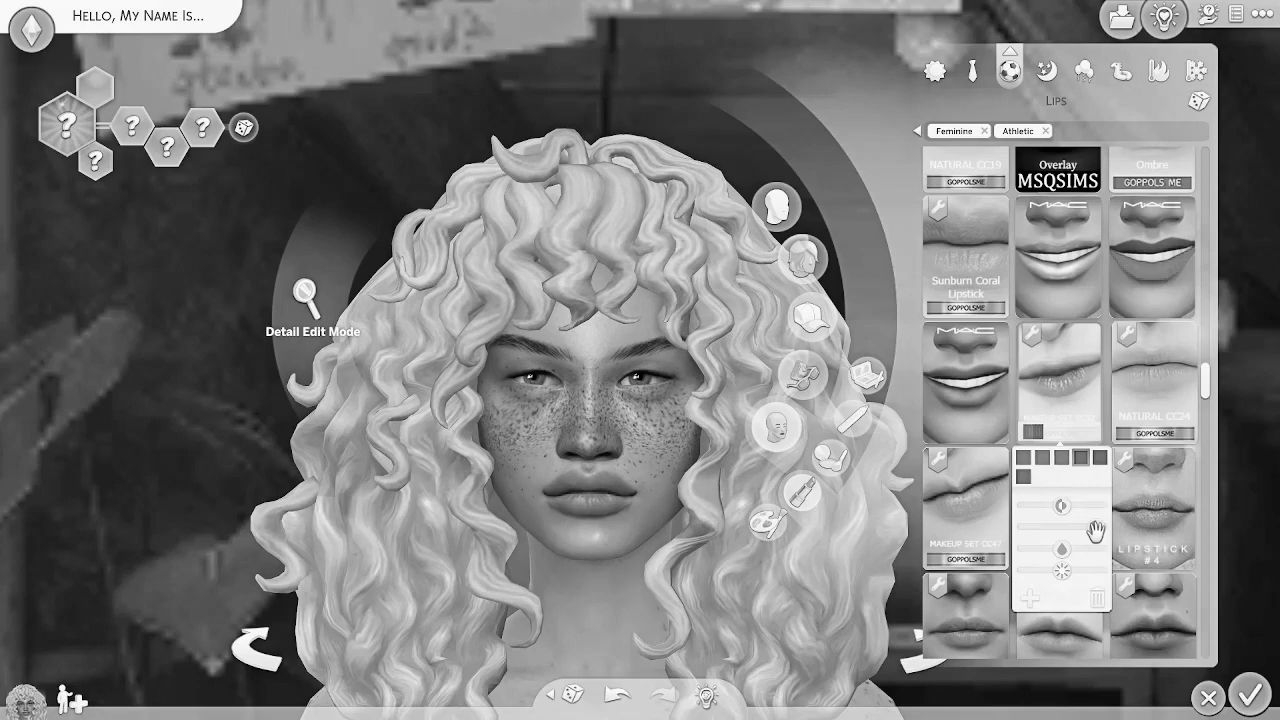 Hello, My Name Is...
Lips
Feminine
Athletic
NATURAL CC19
GOPPOLSME
Overlay
MSQSIMS
Ombre
GOPPOLS ME
Detail Edit Mode
Sunburn Coral
Lipstick
GOPPOLSME
MAC
MAC
MAC
NATURAL CC24
GOPPOLSME
MAKEUP SET CC47
GOPPOLSME
LIPSTICK
#4